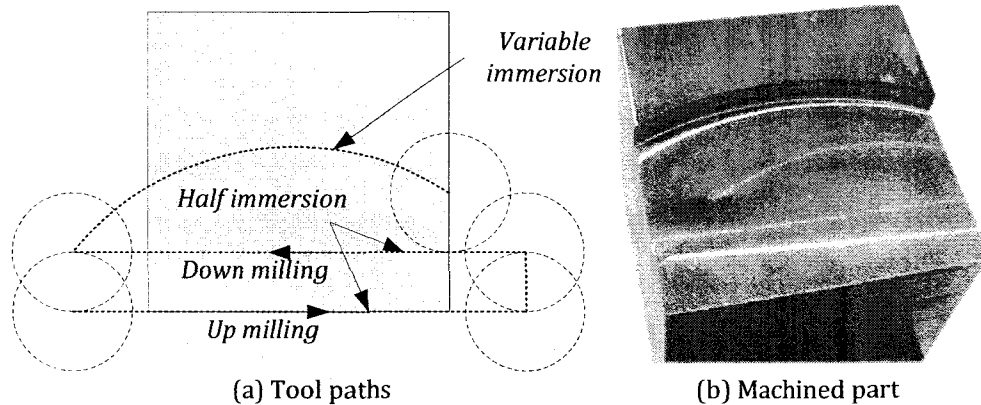 Variable
immersion
Half immersion
Down milling
Up milling
(a) Tool paths
(b) Machined part